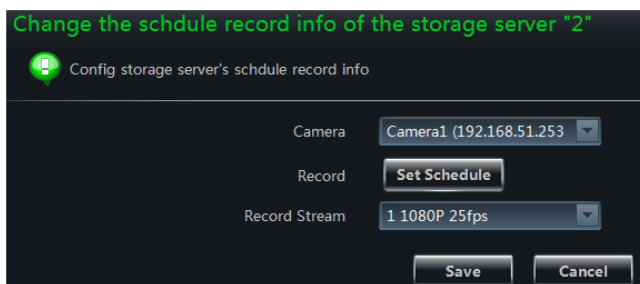 Change the schdule record info of the storage server "2"
Config storage server's schdule record info
Camera Camera1 (192.168.51.253
Record Set Schedule
Record Stream 1 1080P 25fps
Save Cancel